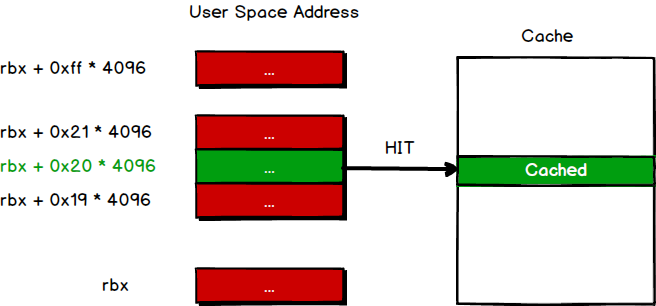 User Space Address
Cache
rbx + 0xff * 4096
...
rbx + 0x21 * 4096
...
HIT
rbx + 0x20 * 4096
...
Cached
rbx + 0x19 * 4096
...
rbx
...